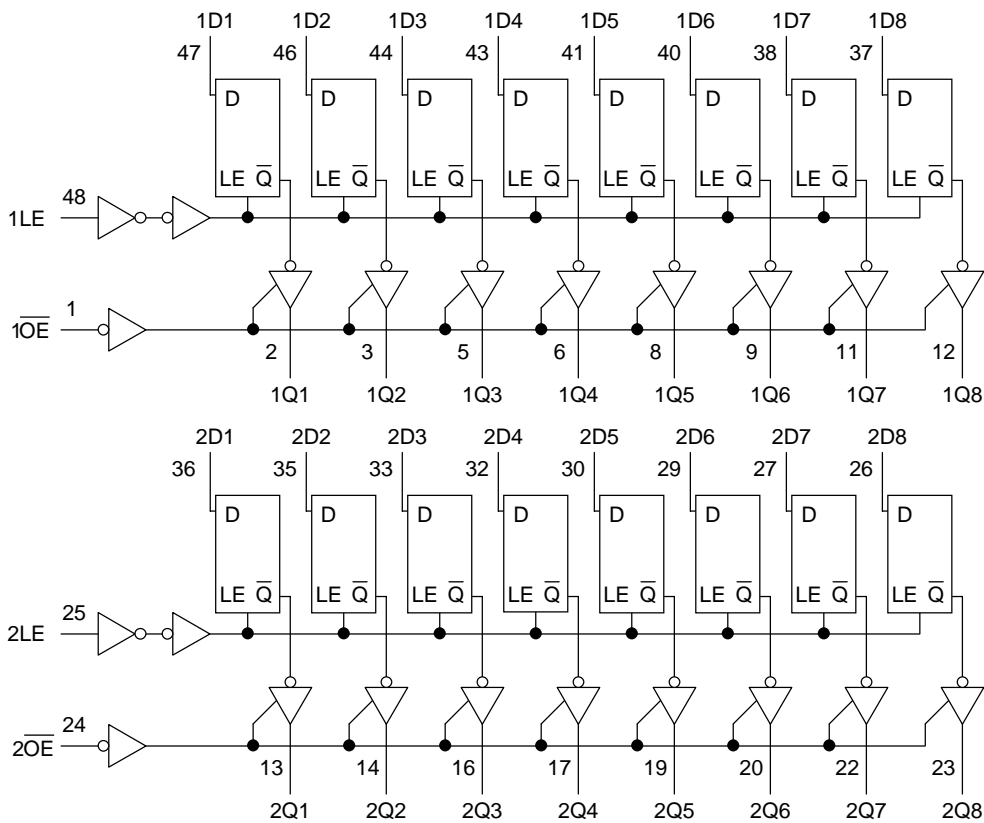 1D1 1D2 1D3 1D4 1D5 1D6 1D7 1D8
47 46 44 43 41 40 38 37
D D D D D D D D
LE Q̅ LE Q̅ LE Q̅ LE Q̅ LE Q̅ LE Q̅ LE Q̅ LE Q̅
48
1LE
1
1O̅E̅
2 3 5 6 8 9 11 12
1Q1 1Q2 1Q3 1Q4 1Q5 1Q6 1Q7 1Q8
2D1 2D2 2D3 2D4 2D5 2D6 2D7 2D8
36 35 33 32 30 29 27 26
D D D D D D D D
LE Q̅ LE Q̅ LE Q̅ LE Q̅ LE Q̅ LE Q̅ LE Q̅ LE Q̅
25
2LE
24
2O̅E̅
13 14 16 17 19 20 22 23
2Q1 2Q2 2Q3 2Q4 2Q5 2Q6 2Q7 2Q8